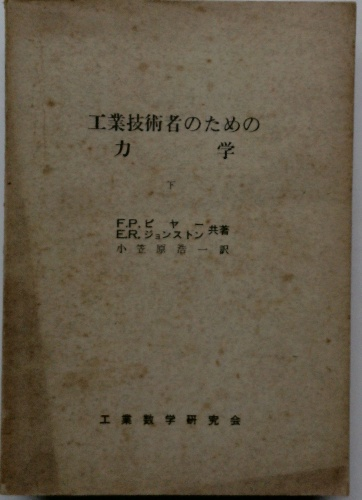 工業技術者のための
力学
下
F.P.ビヤー
E.R.ジョンストン 共著
小笠原浩一訳
工業数学研究会